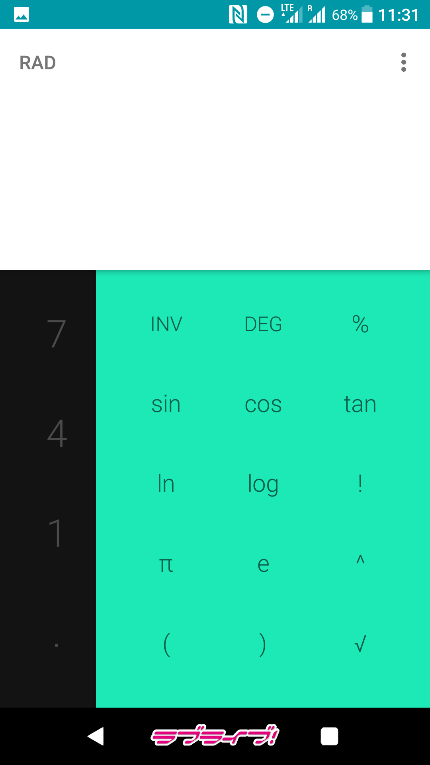 LTE R 68% 11:31
RAD
7 INV DEG %
sin cos tan
4
ln log !
1
π e ^
. ( ) √
ラブライブ!